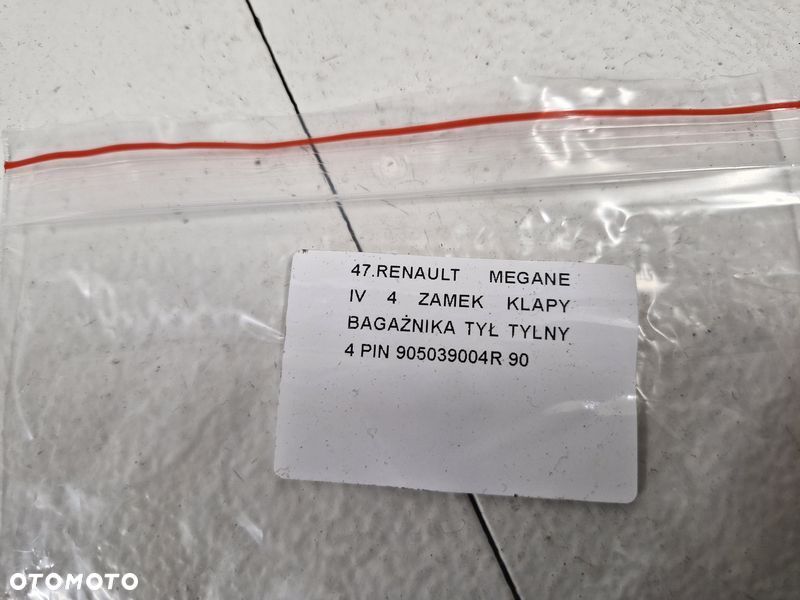 47.RENAULT MEGANE
IV 4 ZAMEK KLAPY
BAGAŻNIKA TYŁ TYLNY
4 PIN 905039004R 90
OTOMOTO